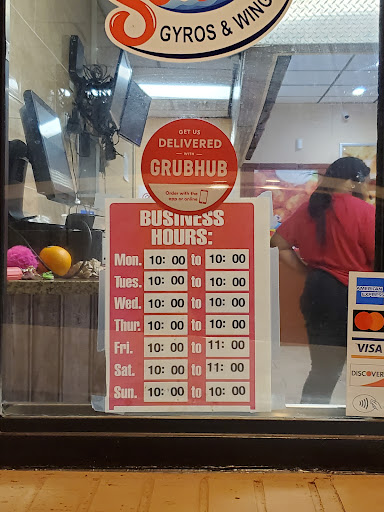 GYROS & WING
GET US
DELIVERED
WITH
GRUBHUB
Order with the
app or online
BUSINESS
HOURS:
Mon. 10:00 to 10:00
Tues. 10:00 to 10:00
Wed. 10:00 to 10:00
Thur. 10:00 to 10:00
Fri. 10:00 to 11:00
Sat. 10:00 to 11:00
Sun. 10:00 to 10:00
AMERICAN
EXPRESS
VISA
DISCOVER